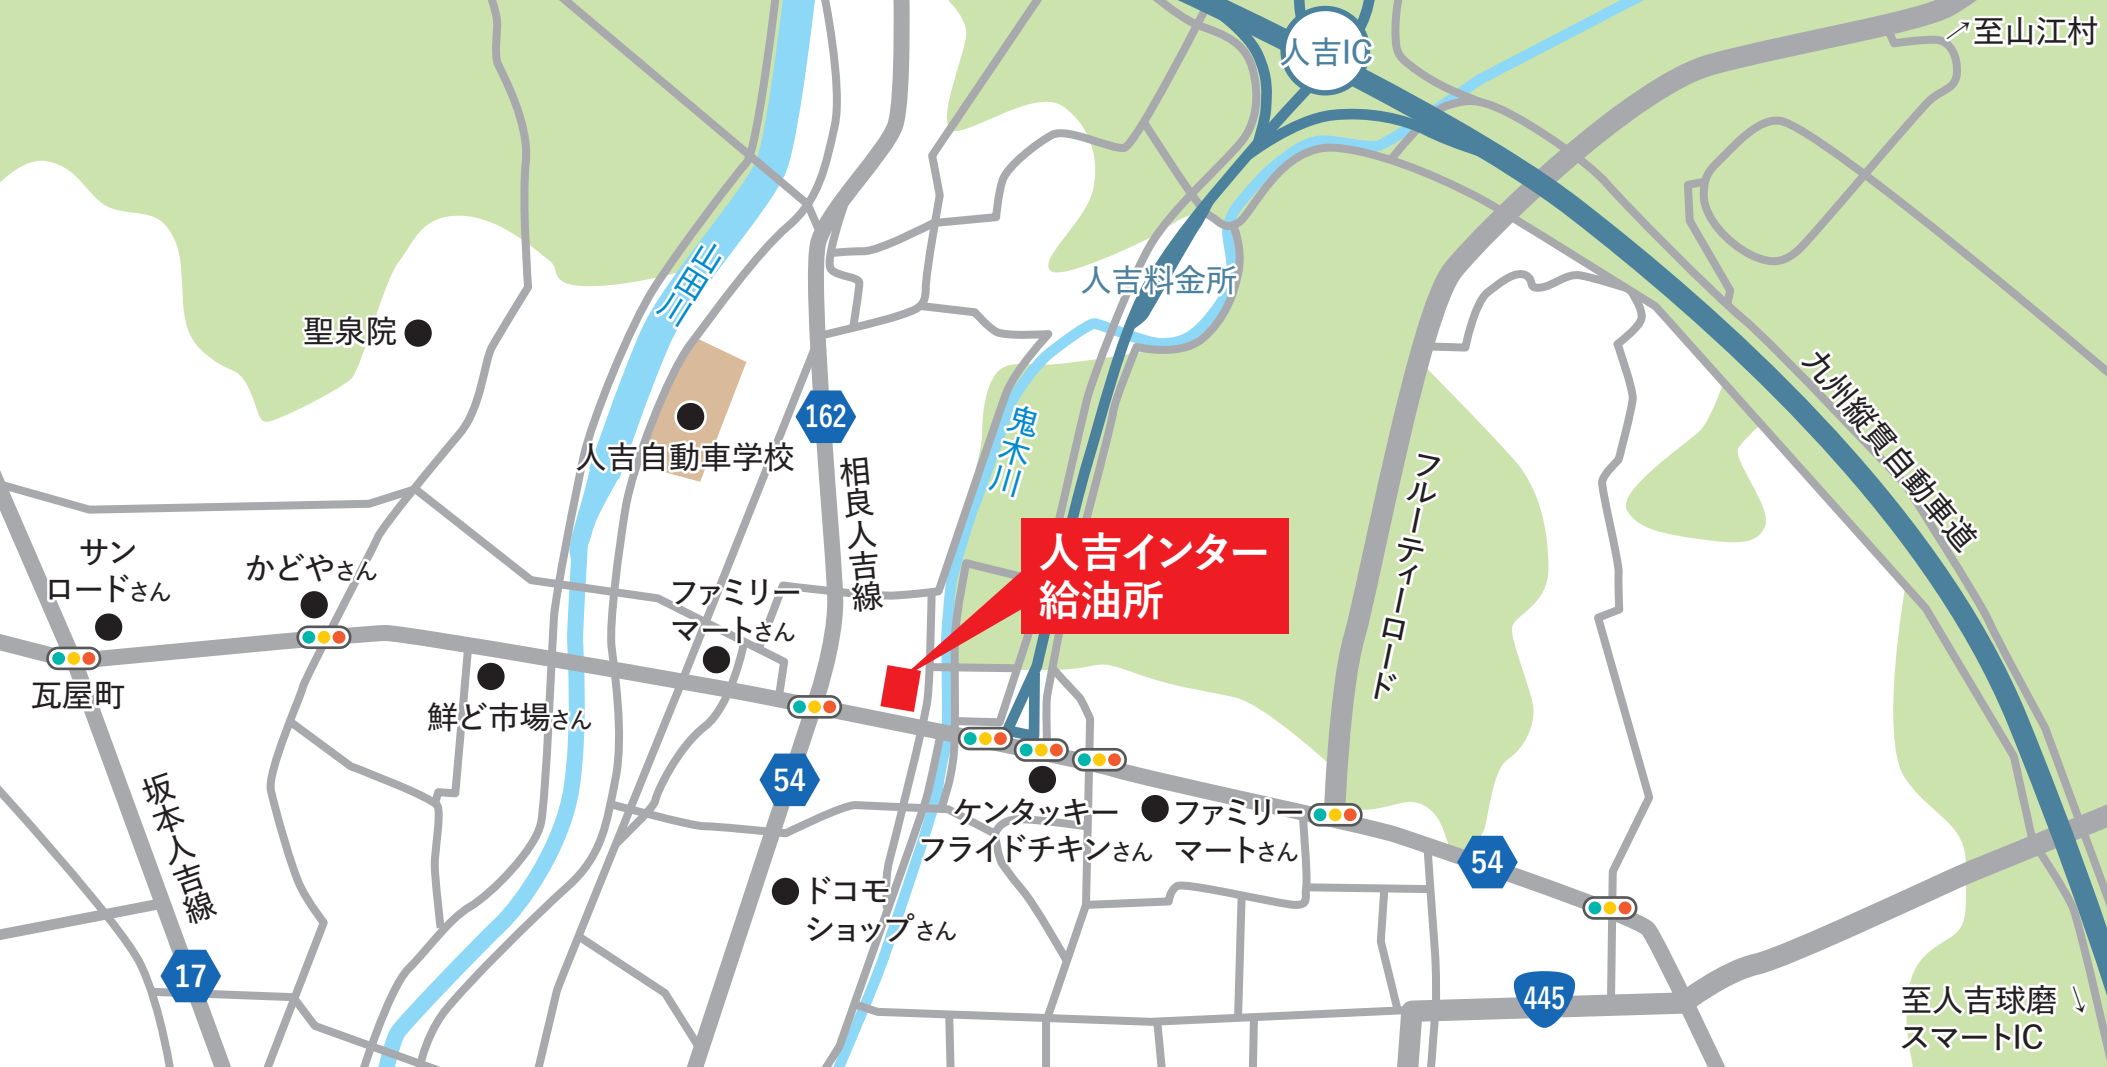 人吉IC
↗至山江村
人吉料金所
山田川
聖泉院
人吉自動車学校
162
相良人吉線
鬼木川
九州縦貫自動車道
フルーティーロード
人吉インター
給油所
サン
ロードさん
かどやさん
ファミリー
マートさん
瓦屋町
鮮ど市場さん
坂本人吉線
54
ケンタッキー
フライドチキンさん
ファミリー
マートさん
54
ドコモ
ショップさん
17
445
至人吉球磨↓
スマートIC